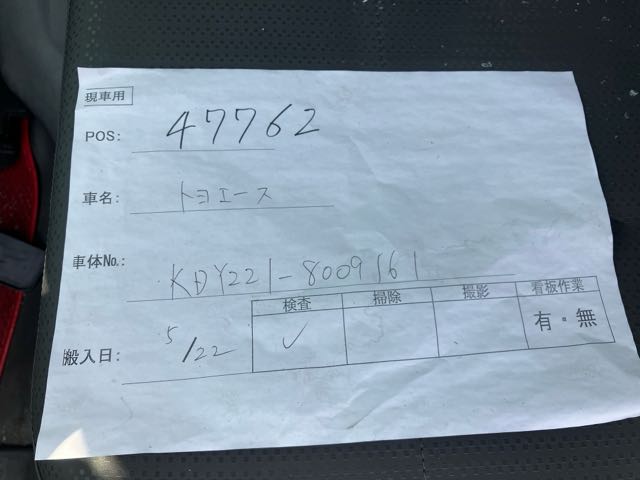 現車用
POS: 47762
車名: トヨエース
車体No.: KDY221-8009161
検査 掃除 撮影 看板作業
搬入日: 5/22 ✓ 有・無